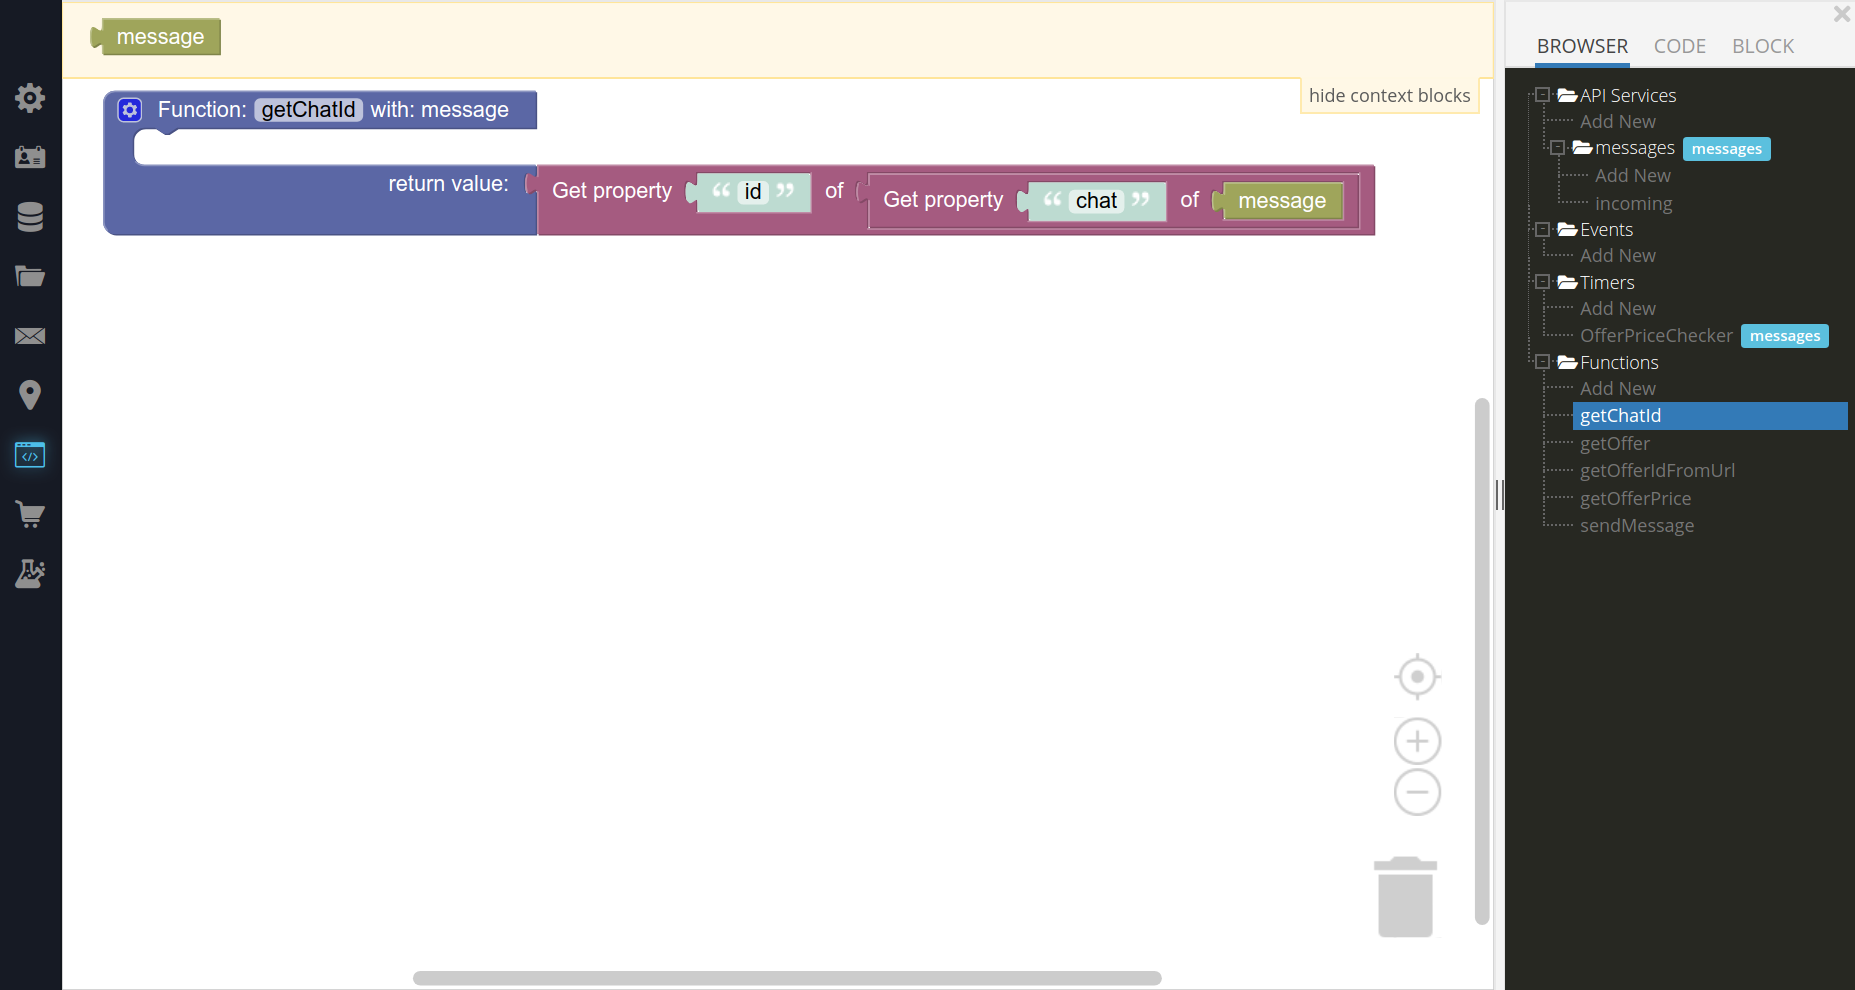 message
hide context blocks
Function: getChatId with: message
return value: Get property “ id ” of Get property “ chat ” of message
BROWSER CODE BLOCK
API Services
Add New
messages messages
Add New
incoming
Events
Add New
Timers
Add New
OfferPriceChecker messages
Functions
Add New
getChatId
getOffer
getOfferIdFromUrl
getOfferPrice
sendMessage